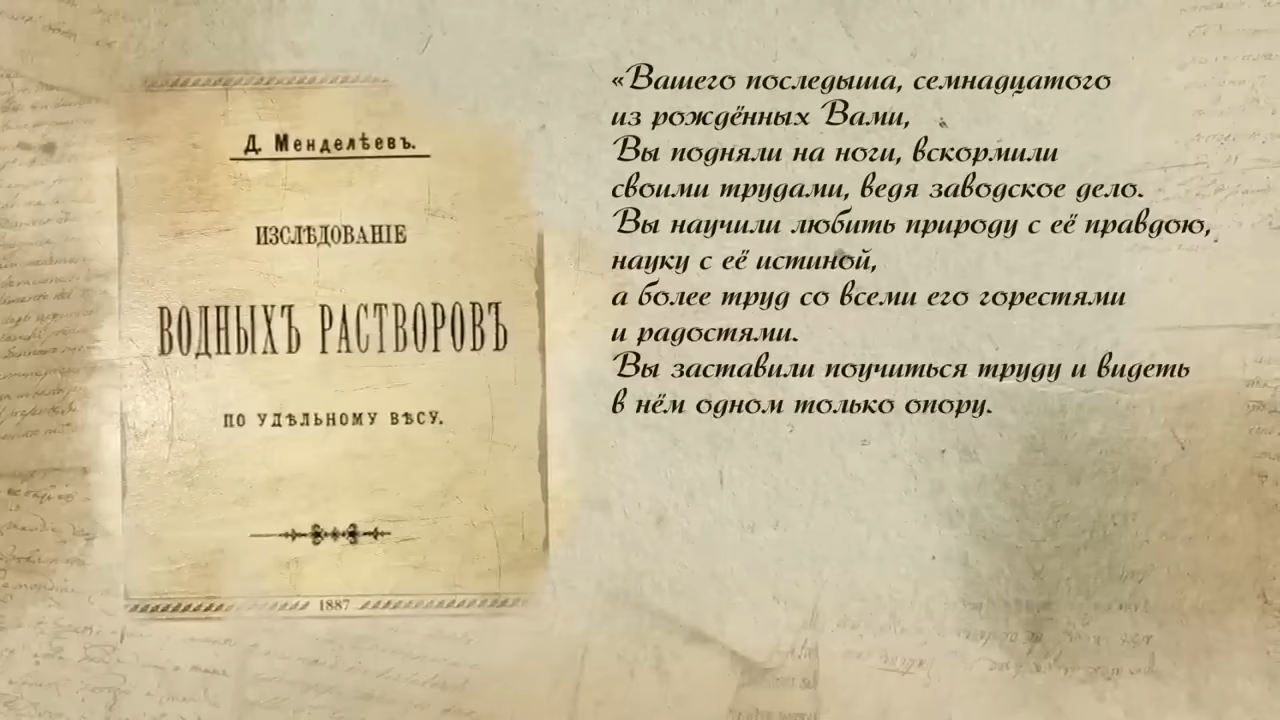 Д. Менделѣевъ.
ИЗСЛѢДОВАНІЕ
ВОДНЫХЪ РАСТВОРОВЪ
ПО УДѢЛЬНОМУ ВѢСУ.
1887
«Вашего последыша, семнадцатого
из рождённых Вами,
Вы подняли на ноги, вскормили
своими трудами, ведя заводское дело.
Вы научили любить природу с её правдою,
науку с её истиной,
а более труд со всеми его горестями
и радостями.
Вы заставили поучиться труду и видеть
в нём одном только опору.